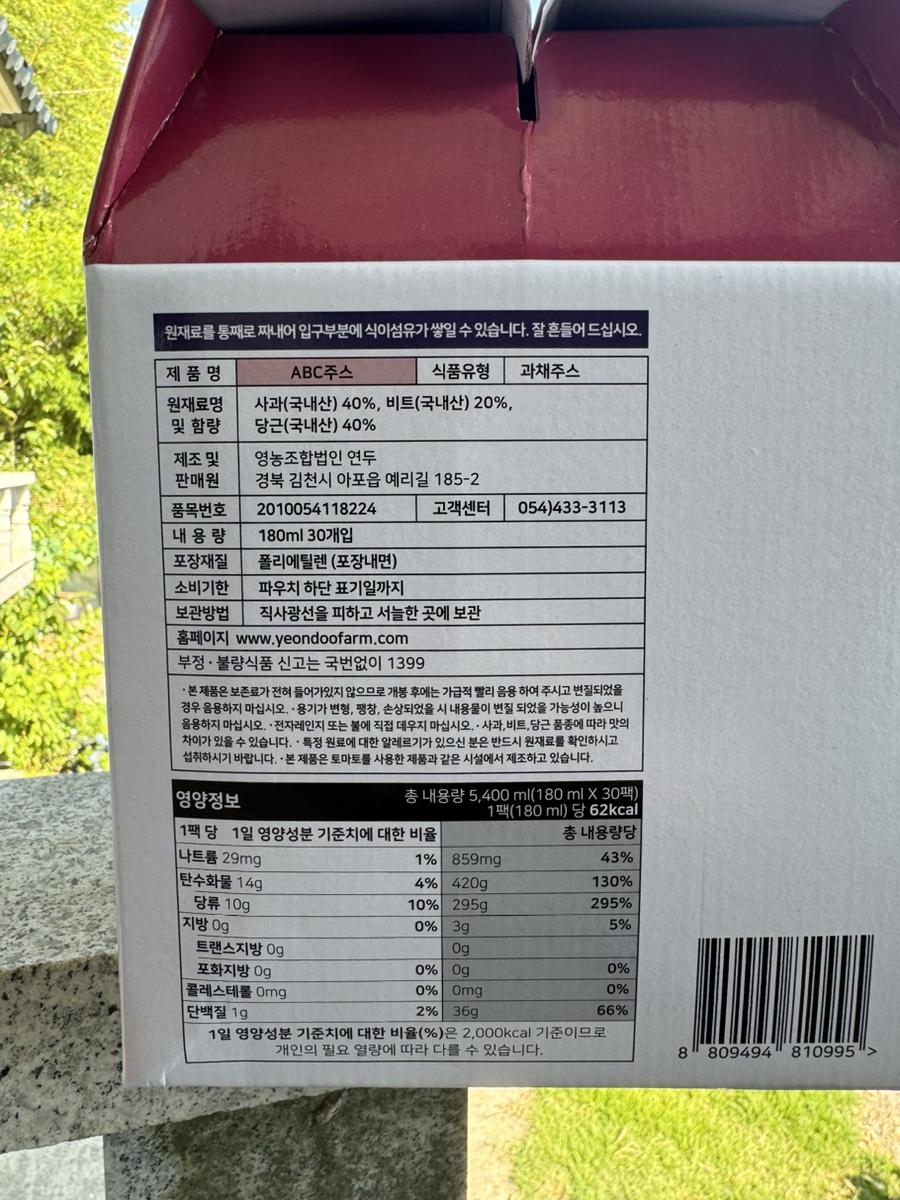 원재료를 통째로 짜내어 입구부분에 식이섬유가 쌓일 수 있습니다. 잘 흔들어 드십시오.
제 품 명 ABC주스 식품유형 과채주스
원재료명 및 함량 사과(국내산) 40%, 비트(국내산) 20%,
당근(국내산) 40%
제조 및 판매원 영농조합법인 연두
경북 김천시 아포읍 예리길 185-2
품목번호 2010054118224 고객센터 054)433-3113
내 용 량 180ml 30개입
포장재질 폴리에틸렌 (포장내면)
소비기한 파우치 하단 표기일까지
보관방법 직사광선을 피하고 서늘한 곳에 보관
홈페이지 www.yeondoofarm.com
부정·불량식품 신고는 국번없이 1399
·본 제품은 보존료가 전혀 들어가있지 않으므로 개봉 후에는 가급적 빨리 음용 하여 주시고 변질되었을
경우 음용하지 마십시오. ·용기가 변형, 팽창, 손상되었을 시 내용물이 변질 되었을 가능성이 높으니
음용하지 마십시오. ·전자레인지 또는 불에 직접 데우지 마십시오. ·사과,비트,당근 품종에 따라 맛의
차이가 있을 수 있습니다. ·특정 원료에 대한 알레르기가 있으신 분은 반드시 원재료를 확인하시고
섭취하시기 바랍니다. ·본 제품은 토마토를 사용한 제품과 같은 시설에서 제조하고 있습니다.
영양정보 총 내용량 5,400 ml(180 ml X 30팩)
1팩(180 ml) 당 62kcal
1팩 당 1일 영양성분 기준치에 대한 비율 총 내용량당
나트륨 29mg 1% 859mg 43%
탄수화물 14g 4% 420g 130%
당류 10g 10% 295g 295%
지방 0g 0% 3g 5%
트랜스지방 0g 0g
포화지방 0g 0% 0g 0%
콜레스테롤 0mg 0% 0mg 0%
단백질 1g 2% 36g 66%
1일 영양성분 기준치에 대한 비율(%)은 2,000kcal 기준이므로
개인의 필요 열량에 따라 다를 수 있습니다.
8 809494 810995 >